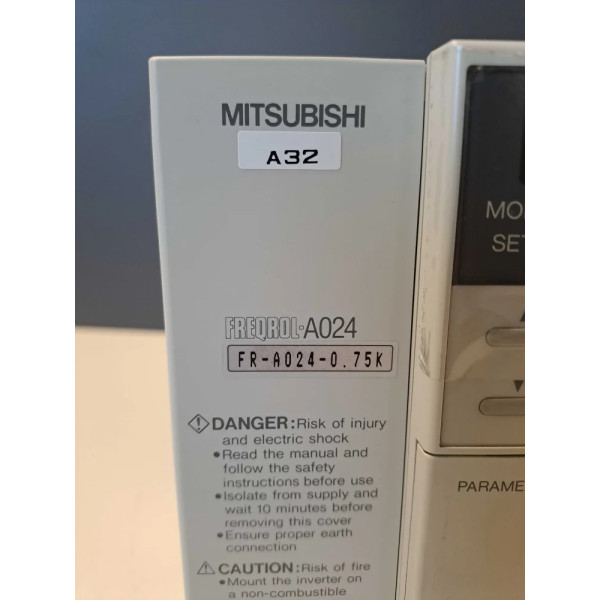 MITSUBISHI
A32
FREQROL-A024
FR-A024-0.75K
DANGER:Risk of injury
and electric shock
•Read the manual and
follow the safety
instructions before use
•Isolate from supply and
wait 10 minutes before
removing this cover
•Ensure proper earth
connection
CAUTION:Risk of fire
•Mount the inverter on
a non-combustible
MO
SE
PARAME